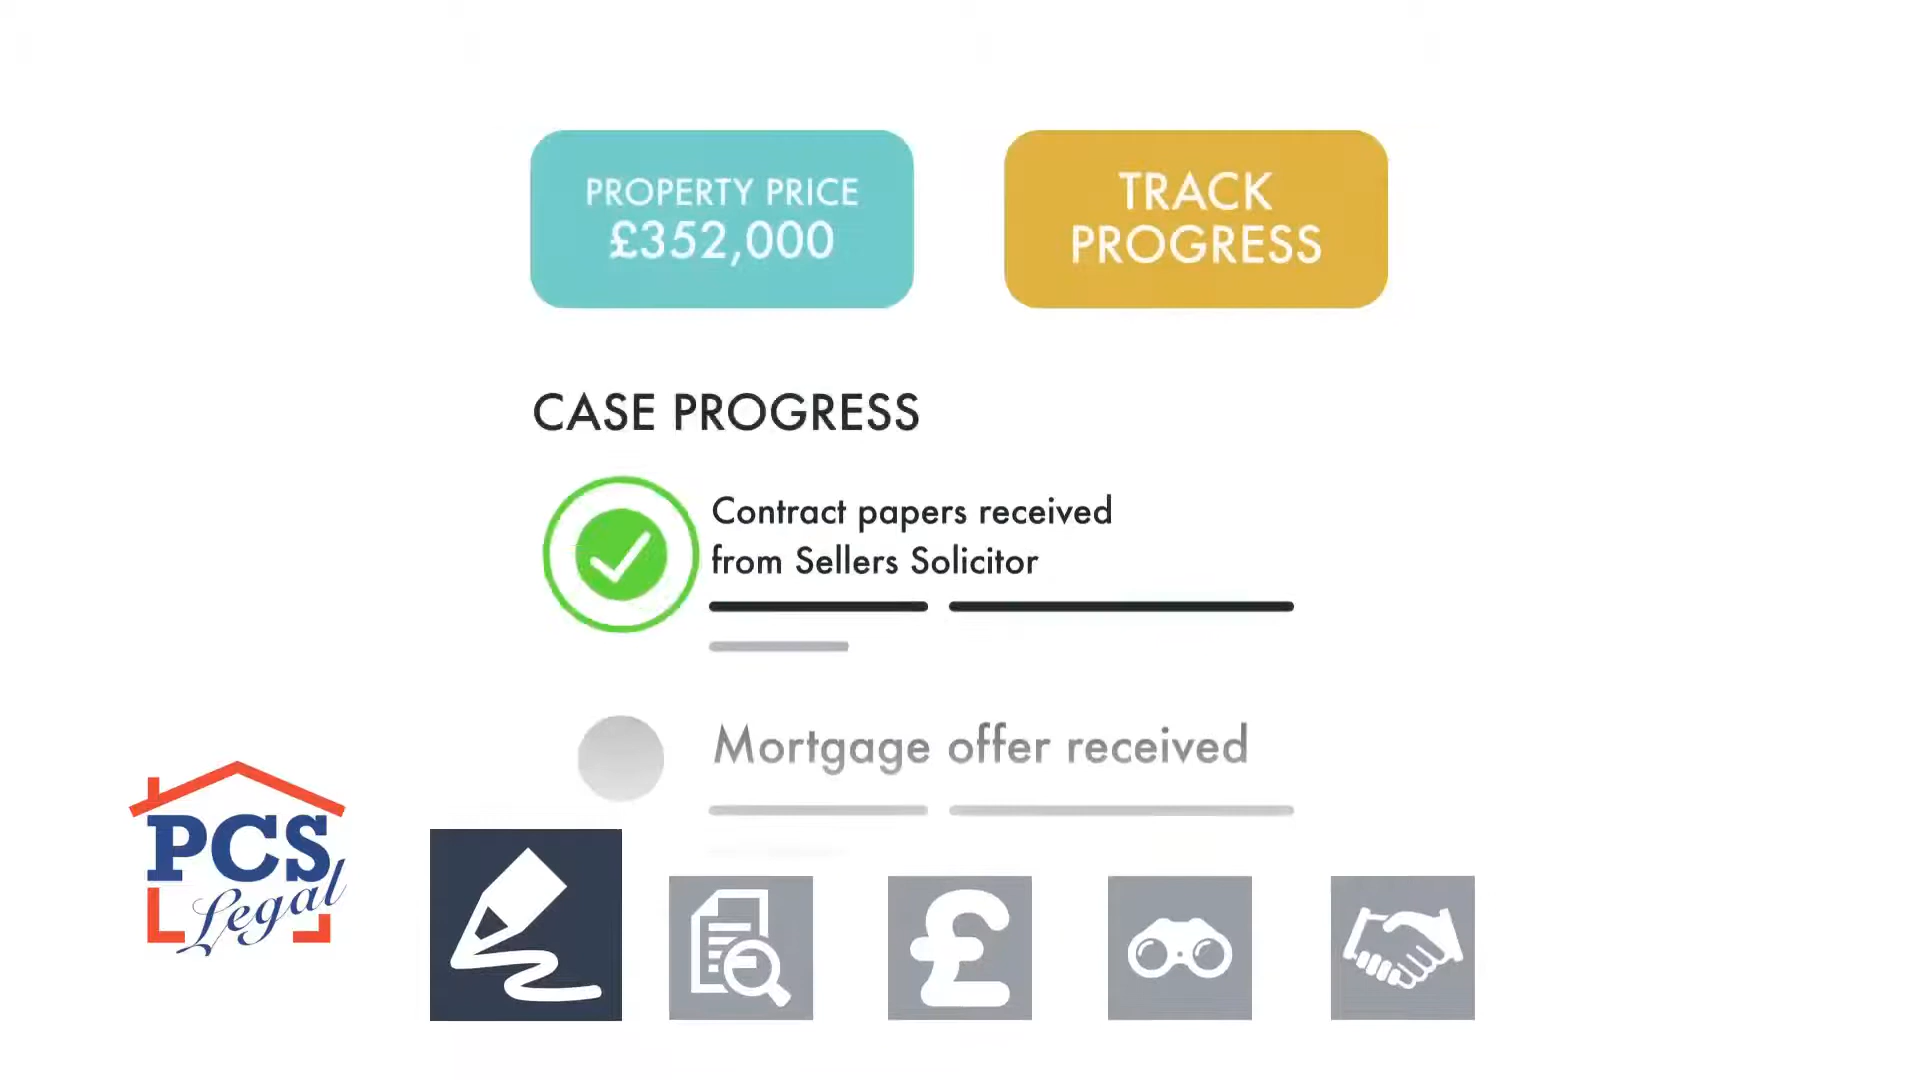 PROPERTY PRICE
£352,000
TRACK
PROGRESS
CASE PROGRESS
Contract papers received
from Sellers Solicitor
Mortgage offer received
PCS
Legal
£